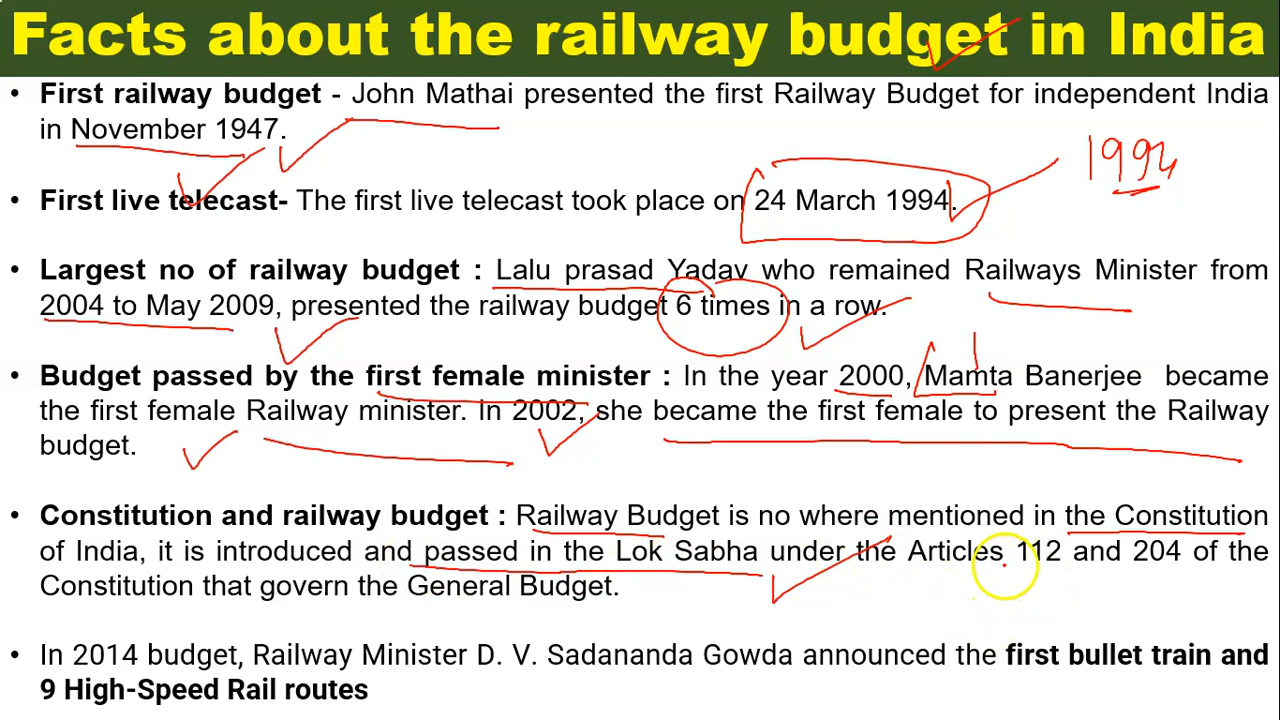 Facts about the railway budget in India
• First railway budget - John Mathai presented the first Railway Budget for independent India
in November 1947.
1994
• First live telecast- The first live telecast took place on 24 March 1994.
• Largest no of railway budget : Lalu prasad Yadav who remained Railways Minister from
2004 to May 2009, presented the railway budget 6 times in a row.
• Budget passed by the first female minister : In the year 2000, Mamta Banerjee became
the first female Railway minister. In 2002, she became the first female to present the Railway
budget.
• Constitution and railway budget : Railway Budget is no where mentioned in the Constitution
of India, it is introduced and passed in the Lok Sabha under the Articles 112 and 204 of the
Constitution that govern the General Budget.
• In 2014 budget, Railway Minister D. V. Sadananda Gowda announced the first bullet train and
9 High-Speed Rail routes